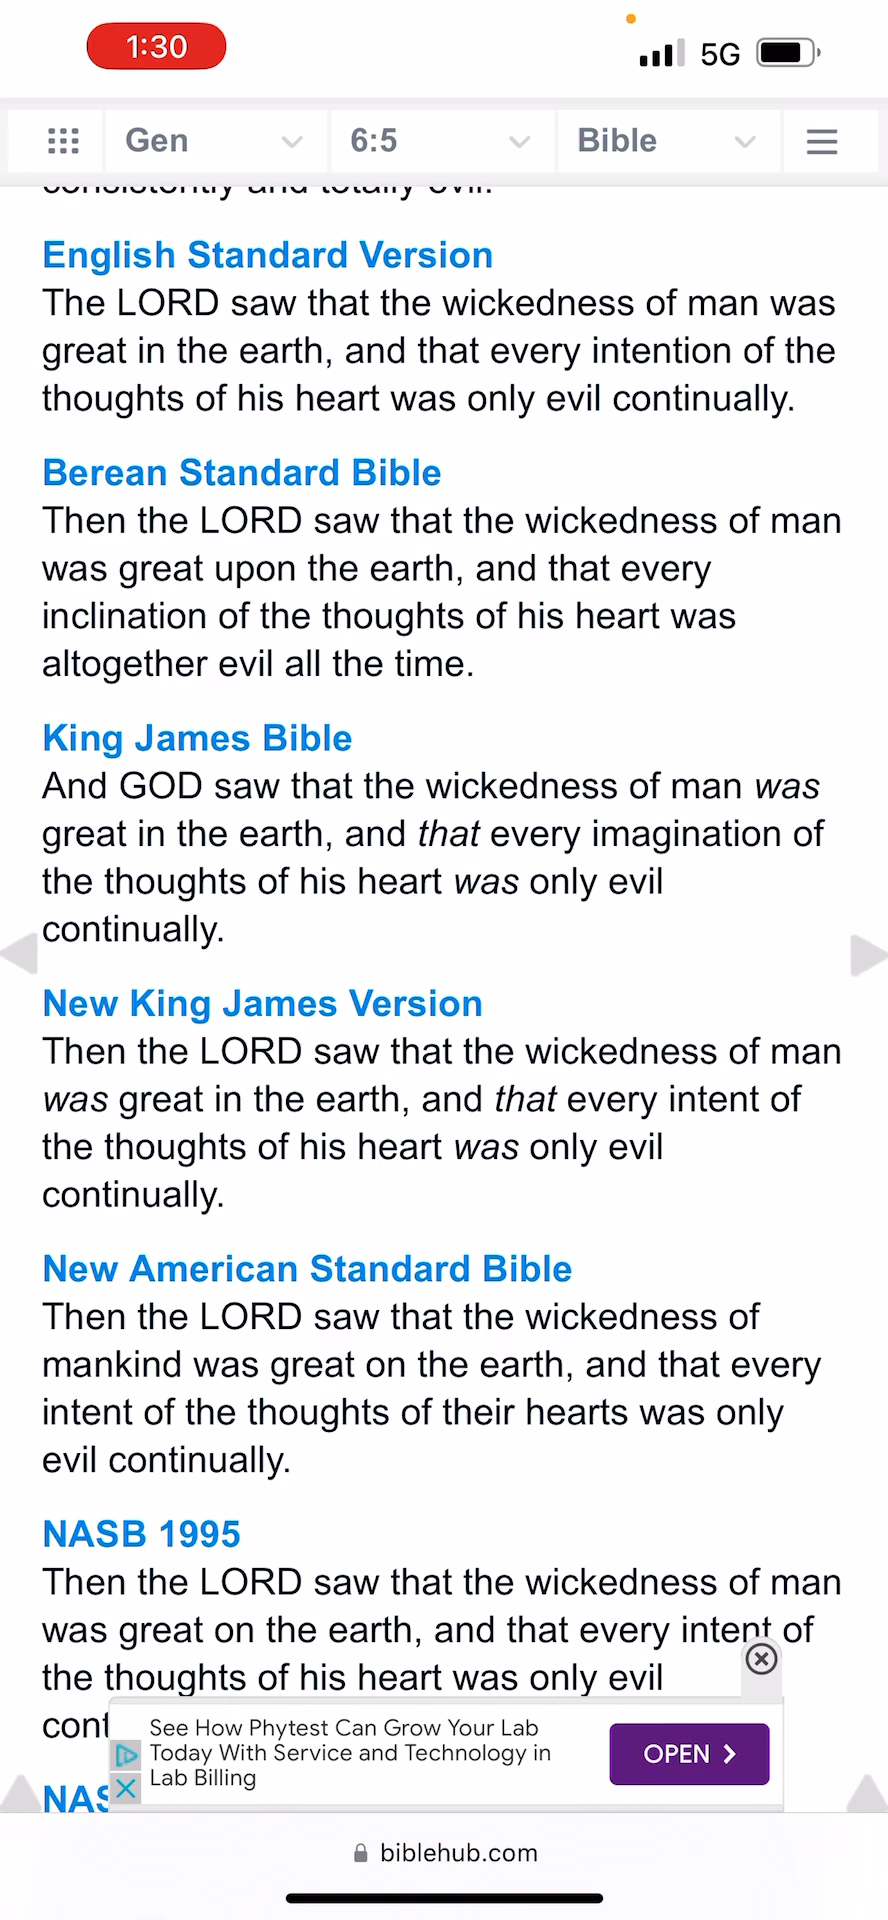 1:30
5G
Gen
6:5
Bible
consistently and totally evil.
English Standard Version
The LORD saw that the wickedness of man was
great in the earth, and that every intention of the
thoughts of his heart was only evil continually.
Berean Standard Bible
Then the LORD saw that the wickedness of man
was great upon the earth, and that every
inclination of the thoughts of his heart was
altogether evil all the time.
King James Bible
And GOD saw that the wickedness of man was
great in the earth, and that every imagination of
the thoughts of his heart was only evil
continually.
New King James Version
Then the LORD saw that the wickedness of man
was great in the earth, and that every intent of
the thoughts of his heart was only evil
continually.
New American Standard Bible
Then the LORD saw that the wickedness of
mankind was great on the earth, and that every
intent of the thoughts of their hearts was only
evil continually.
NASB 1995
Then the LORD saw that the wickedness of man
was great on the earth, and that every intent of
the thoughts of his heart was only evil
cont
See How Phytest Can Grow Your Lab
Today With Service and Technology in
Lab Billing
OPEN
NAS
biblehub.com